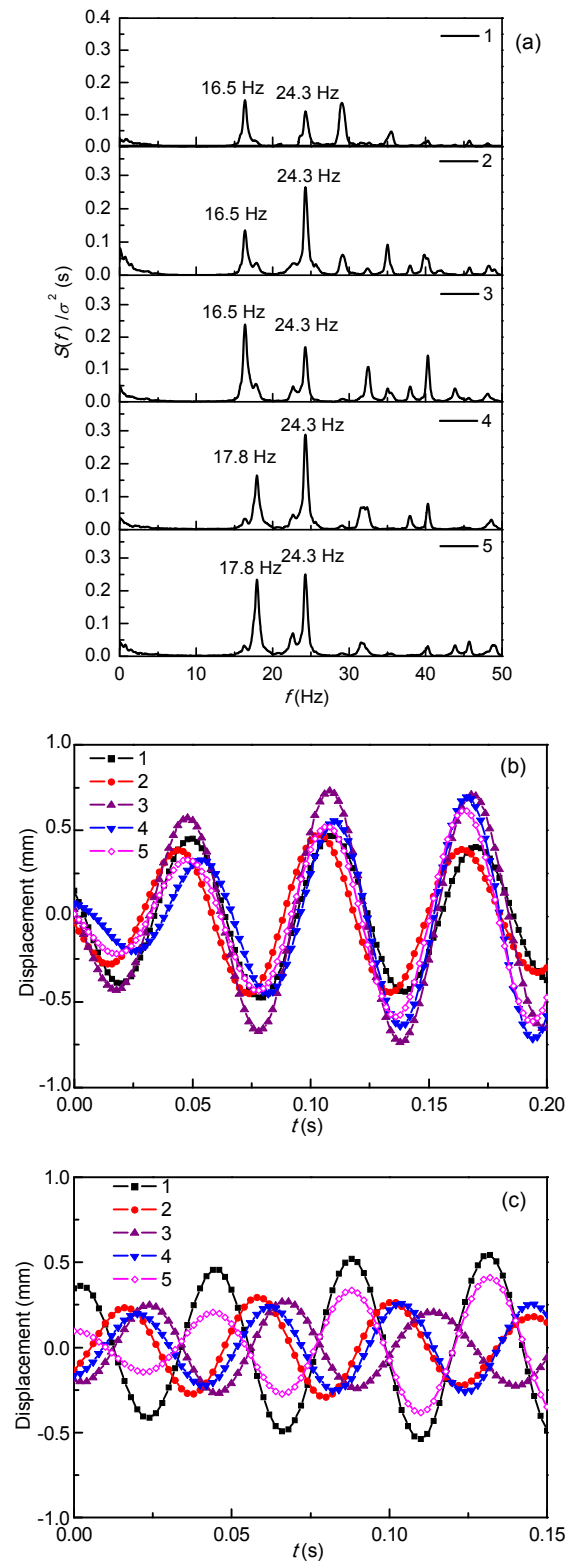 0.4
1
(a)
0.3
16.5 Hz
24.3 Hz
0.2
0.1
0.0
2
24.3 Hz
0.3
16.5 Hz
0.2
0.1
0.0
3
16.5 Hz
0.3
24.3 Hz
0.2
0.1
0.0
4
24.3 Hz
0.3
17.8 Hz
0.2
0.1
0.0
5
17.8 Hz
24.3 Hz
0.3
0.2
0.1
0.0
S(f) /σ² (s)
0 10 20 30 40 50
f (Hz)
1.0
1
(b)
2
3
0.5
4
5
0.0
-0.5
-1.0
Displacement (mm)
0.00 0.05 0.10 0.15 0.20
t (s)
1.0
1
(c)
2
3
0.5
4
5
0.0
-0.5
-1.0
Displacement (mm)
0.00 0.05 0.10 0.15
t (s)